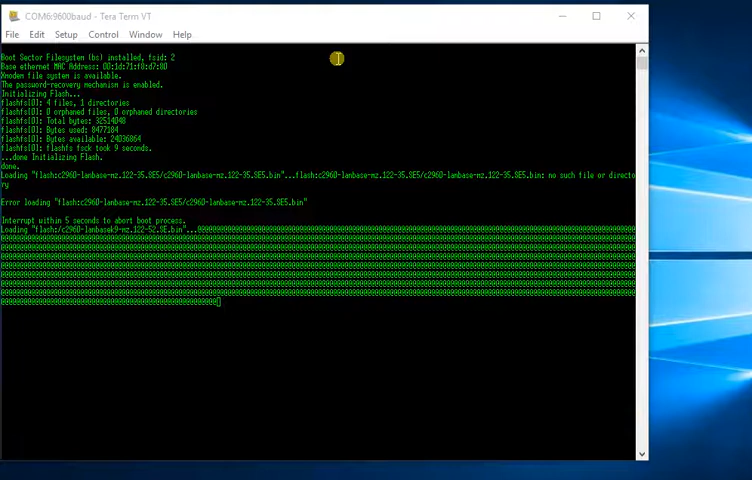 COM6:9600baud - Tera Term VT
File Edit Setup Control Window Help
Boot Sector Filesystem (bs) installed, fsid: 2
Base ethernet MAC Address: 00:1d:71:f8:d7:80
Xmodem file system is available.
The password-recovery mechanism is enabled.
Initializing Flash...
flashfs[0]: 4 files, 1 directories
flashfs[0]: 0 orphaned files, 0 orphaned directories
flashfs[0]: Total bytes: 32514048
flashfs[0]: Bytes used: 8477184
flashfs[0]: Bytes available: 24036864
flashfs[0]: flashfs fsck took 9 seconds.
...done Initializing Flash.
done.
Loading "flash:c2960-lanbase-mz.122-35.SE5/c2960-lanbase-mz.122-35.SE5.bin"...flash:c2960-lanbase-mz.122-35.SE5/c2960-lanbase-mz.122-35.SE5.bin: no such file or directo
ry
Error loading "flash:c2960-lanbase-mz.122-35.SE5/c2960-lanbase-mz.122-35.SE5.bin"
Interrupt within 5 seconds to abort boot process.
Loading "flash:/c2960-lanbasek9-mz.122-52.SE.bin"...